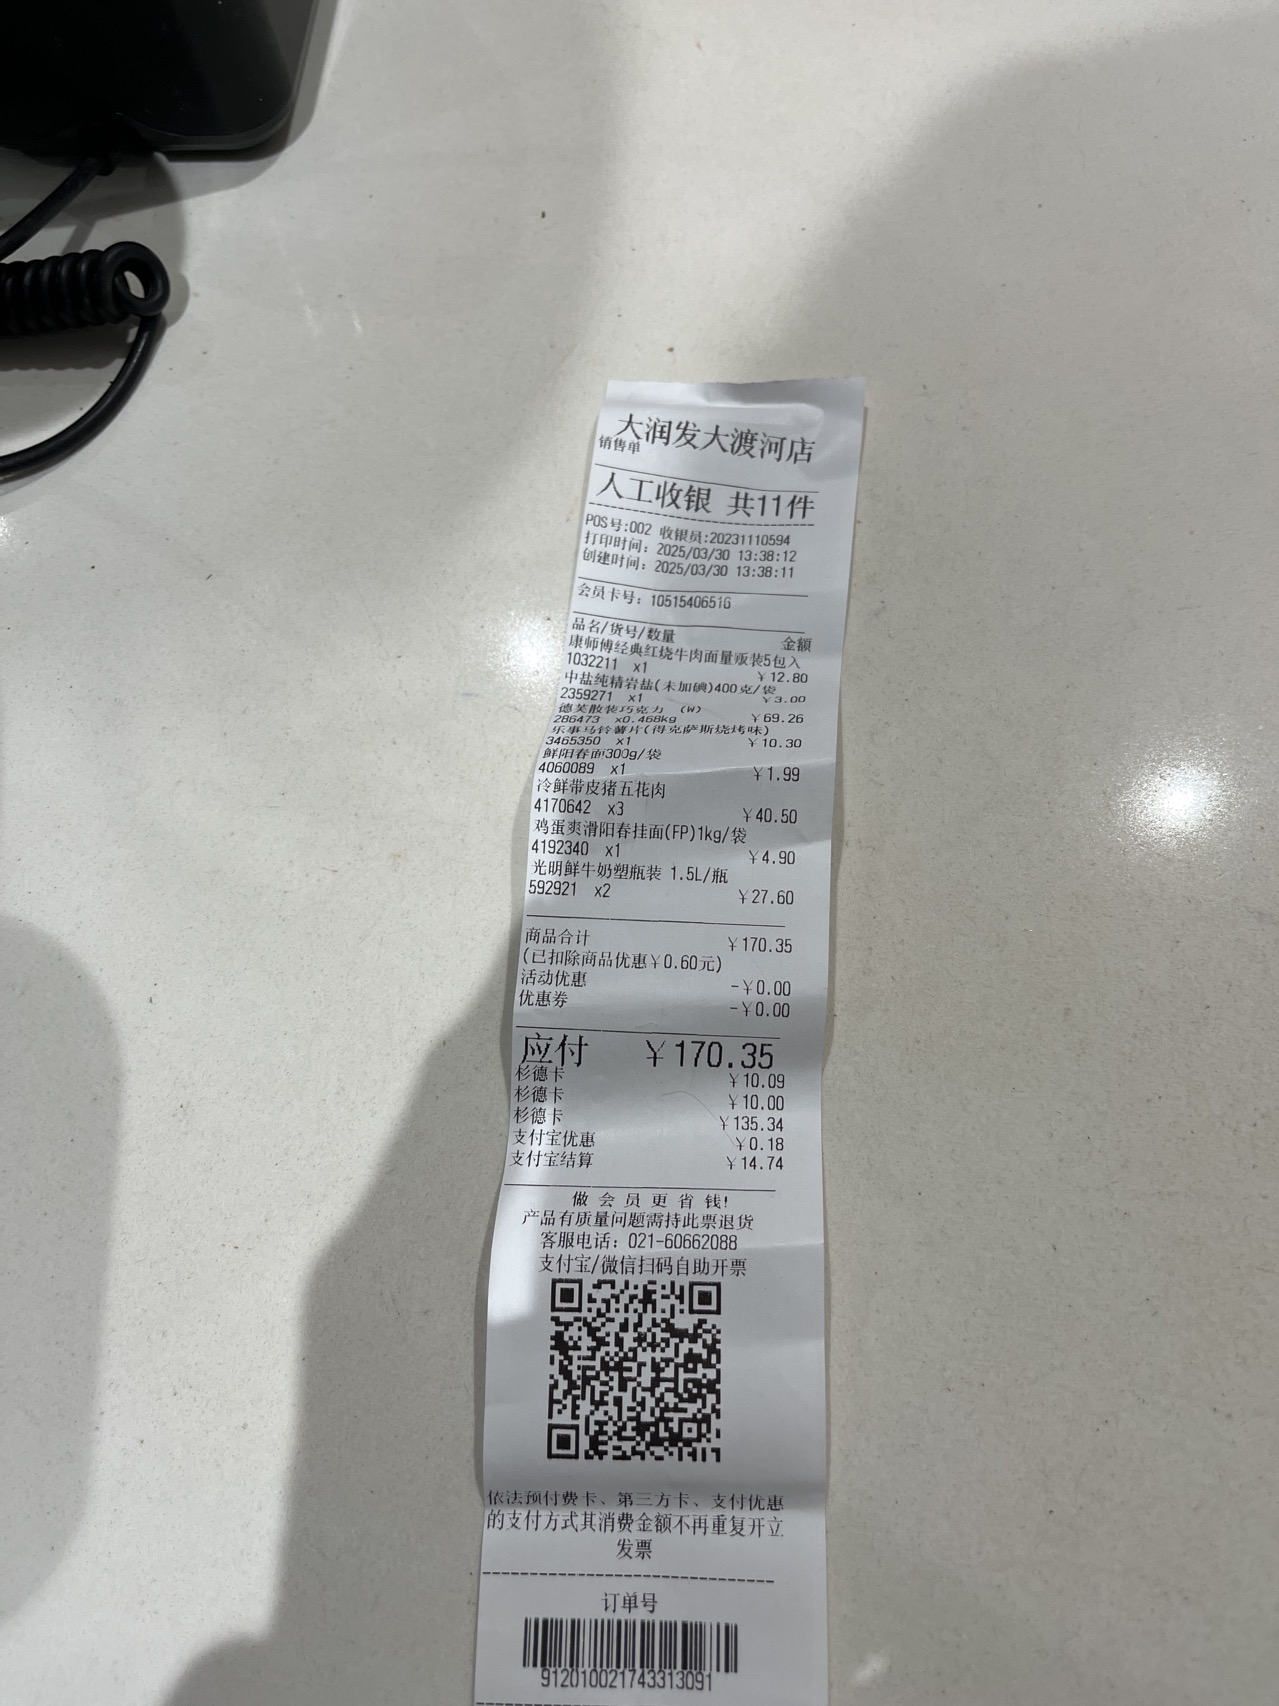 大润发大渡河店
销售单
人工收银 共11件
POS号:002 收银员:20231110594
打印时间: 2025/03/30 13:38:12
创建时间: 2025/03/30 13:38:11
会员卡号: 10515406516
品名/货号/数量 金额
康师傅经典红烧牛肉面量贩装5包入
1032211 x1 ¥12.80
中盐纯精岩盐(未加碘)400克/袋
2359271 x1 ¥3.00
德芙散装巧克力 (W)
286473 x0.468kg ¥69.26
乐事马铃薯片(得克萨斯烧烤味)
3465350 x1 ¥10.30
鲜阳春面300g/袋
4060089 x1 ¥1.99
冷鲜带皮猪五花肉
4170642 x3 ¥40.50
鸡蛋爽滑阳春挂面(FP)1kg/袋
4192340 x1 ¥4.90
光明鲜牛奶塑瓶装 1.5L/瓶
592921 x2 ¥27.60
商品合计 ¥170.35
(已扣除商品优惠¥0.60元)
活动优惠 -¥0.00
优惠券 -¥0.00
应付 ¥170.35
杉德卡 ¥10.09
杉德卡 ¥10.00
杉德卡 ¥135.34
支付宝优惠 ¥0.18
支付宝结算 ¥14.74
做会员更省钱!
产品有质量问题需持此票退货
客服电话: 021-60662088
支付宝/微信扫码自助开票
依法预付费卡、第三方卡、支付优惠
的支付方式其消费金额不再重复开立
发票
订单号
912010021743313091